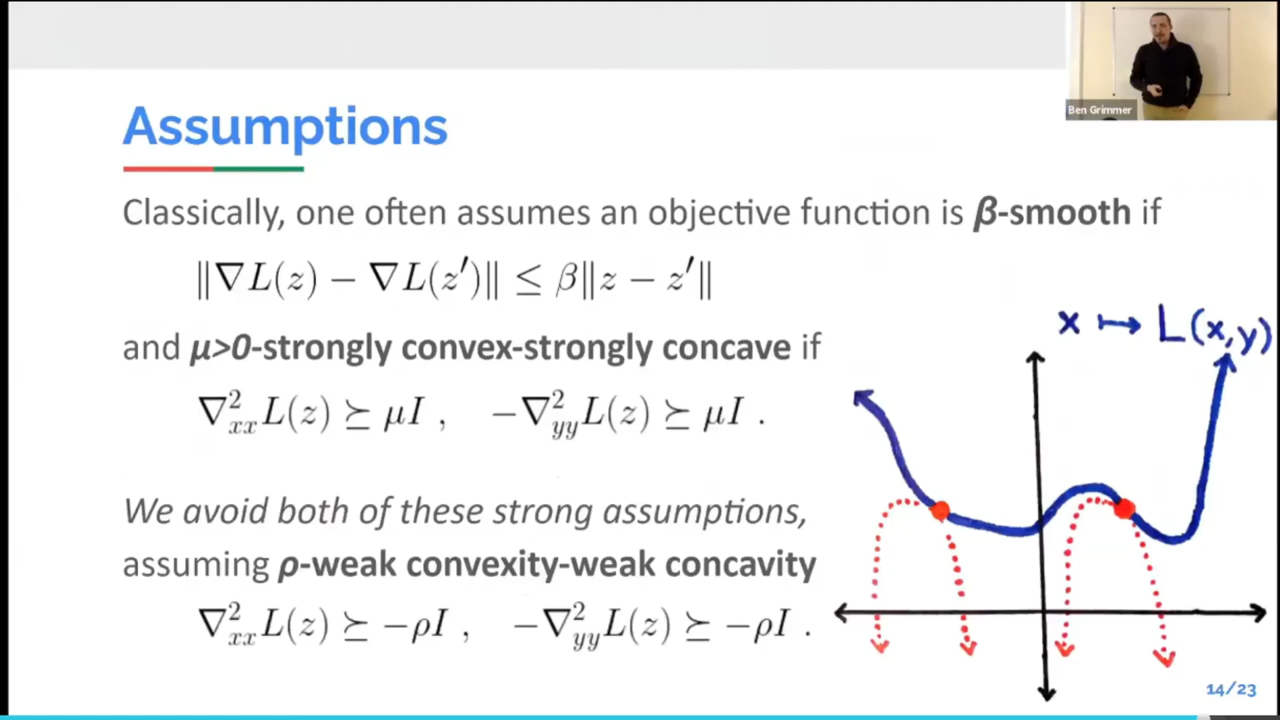 Ben Grimmer
Assumptions
Classically, one often assumes an objective function is β-smooth if
‖∇L(z) − ∇L(z′)‖ ≤ β‖z − z′‖
and μ>0-strongly convex-strongly concave if
∇²ₓₓL(z) ⪰ μI , −∇²_yy L(z) ⪰ μI .
We avoid both of these strong assumptions,
assuming ρ-weak convexity-weak concavity
∇²ₓₓL(z) ⪰ −ρI , −∇²_yy L(z) ⪰ −ρI .
x ↦ L(x,y)
14/23